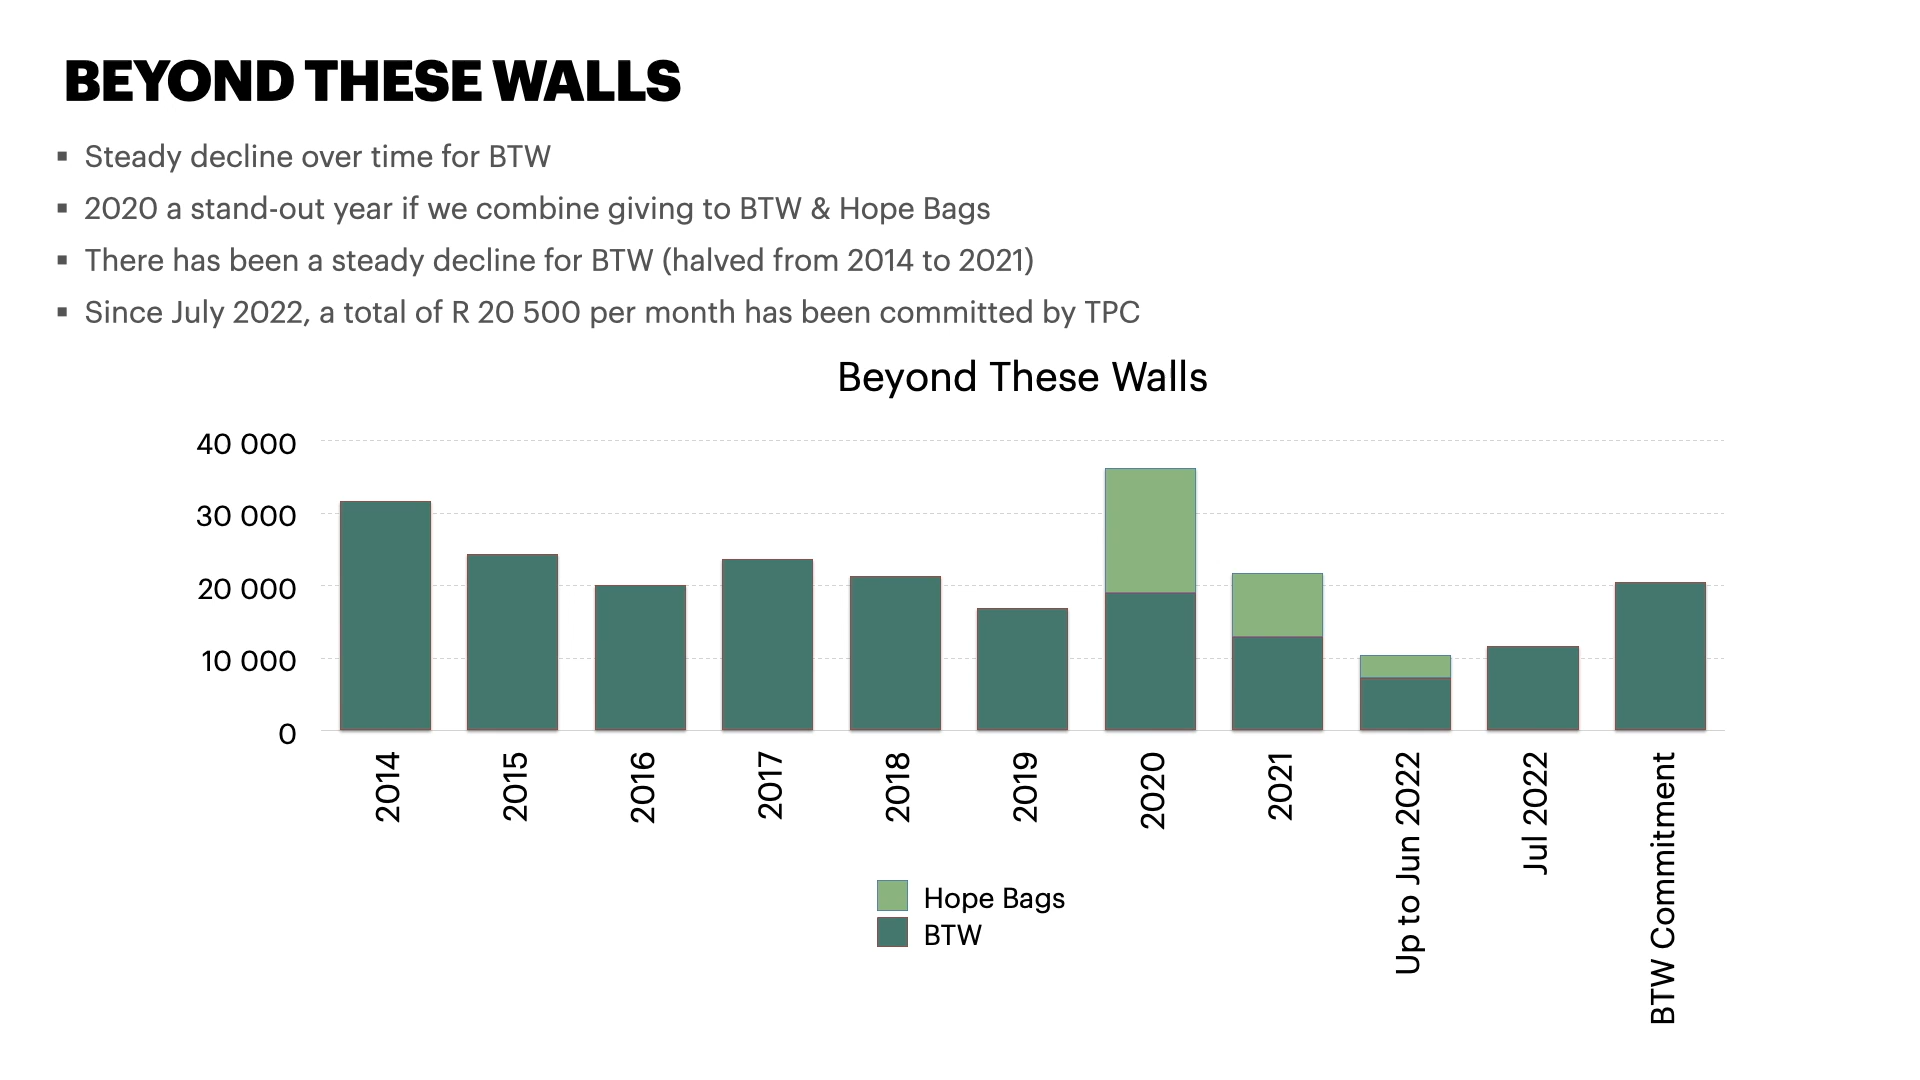 BEYOND THESE WALLS
▪ Steady decline over time for BTW
▪ 2020 a stand-out year if we combine giving to BTW & Hope Bags
▪ There has been a steady decline for BTW (halved from 2014 to 2021)
▪ Since July 2022, a total of R 20 500 per month has been committed by TPC
Beyond These Walls
40 000
30 000
20 000
10 000
0
2014
2015
2016
2017
2018
2019
2020
2021
Up to Jun 2022
Jul 2022
BTW Commitment
Hope Bags
BTW